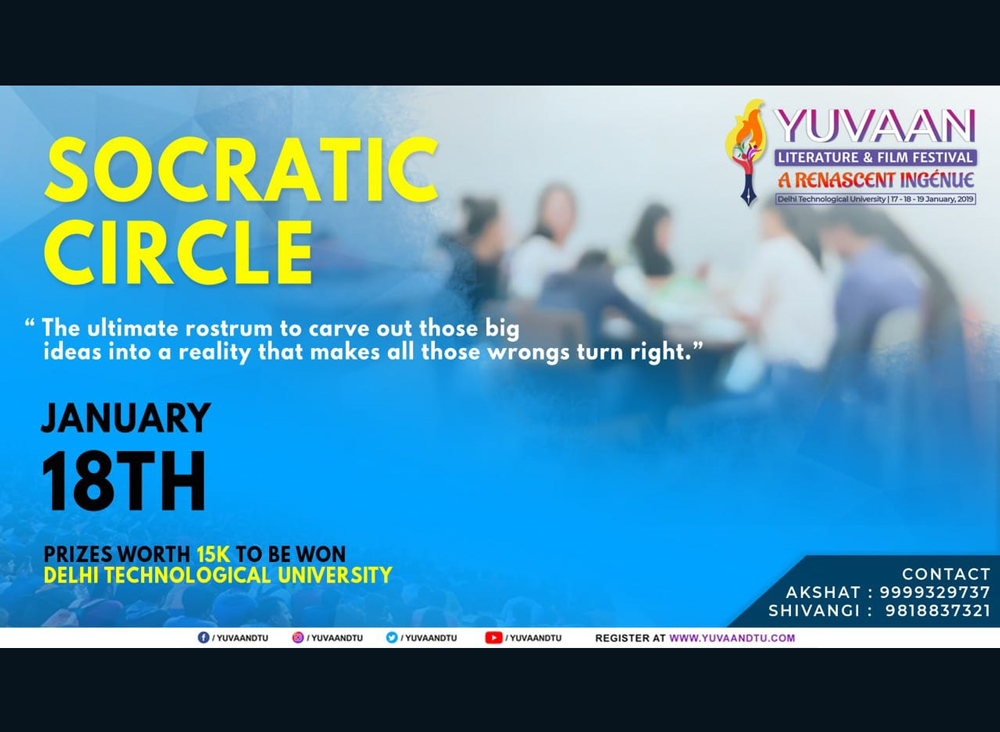 SOCRATIC
CIRCLE
YUVAAN
LITERATURE & FILM FESTIVAL
A RENASCENT INGÉNUE
Delhi Technological University | 17 - 18 - 19 January, 2019
“ The ultimate rostrum to carve out those big
ideas into a reality that makes all those wrongs turn right.”
JANUARY
18TH
PRIZES WORTH 15K TO BE WON
DELHI TECHNOLOGICAL UNIVERSITY
CONTACT
AKSHAT : 9999329737
SHIVANGI : 9818837321
/ YUVAANDTU / YUVAANDTU / YUVAANDTU / YUVAANDTU REGISTER AT WWW.YUVAANDTU.COM